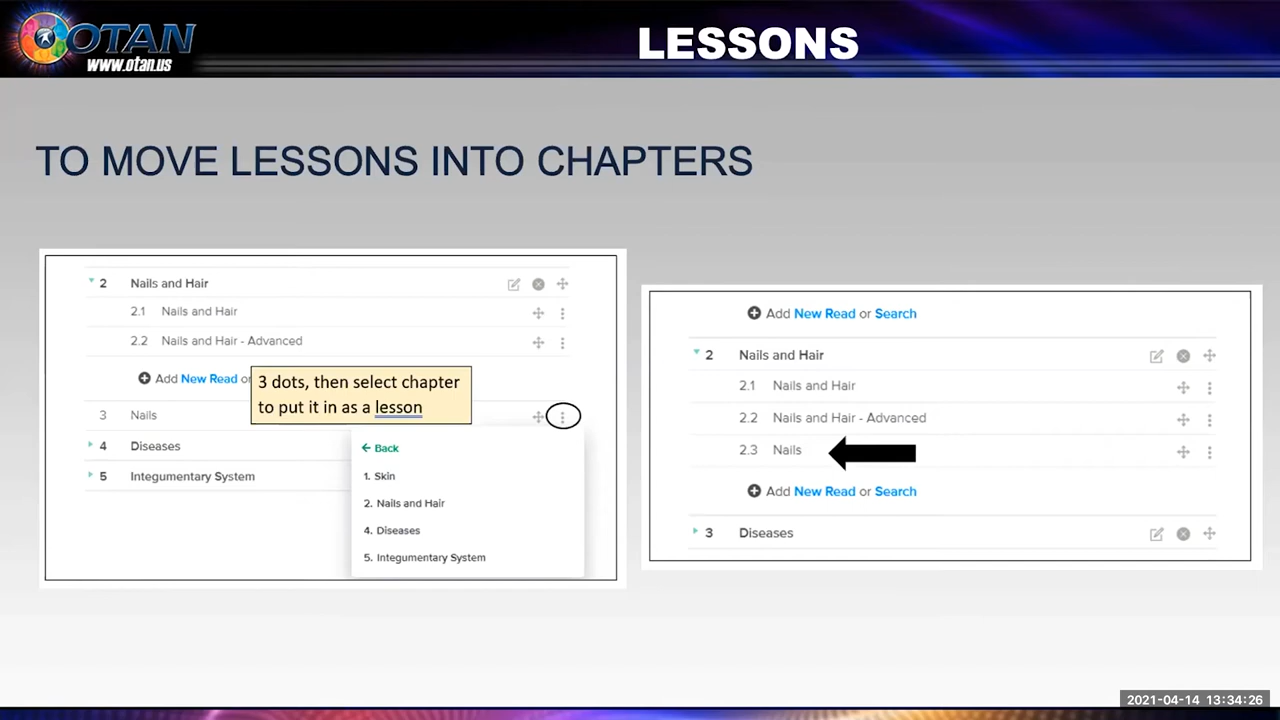 OTAN
www.otan.us
LESSONS
TO MOVE LESSONS INTO CHAPTERS
2 Nails and Hair
2.1 Nails and Hair
2.2 Nails and Hair - Advanced
Add New Read or
3 dots, then select chapter
to put it in as a lesson
3 Nails
4 Diseases
5 Integumentary System
Back
1. Skin
2. Nails and Hair
4. Diseases
5. Integumentary System
Add New Read or Search
2 Nails and Hair
2.1 Nails and Hair
2.2 Nails and Hair - Advanced
2.3 Nails
Add New Read or Search
3 Diseases
2021-04-14 13:34:26